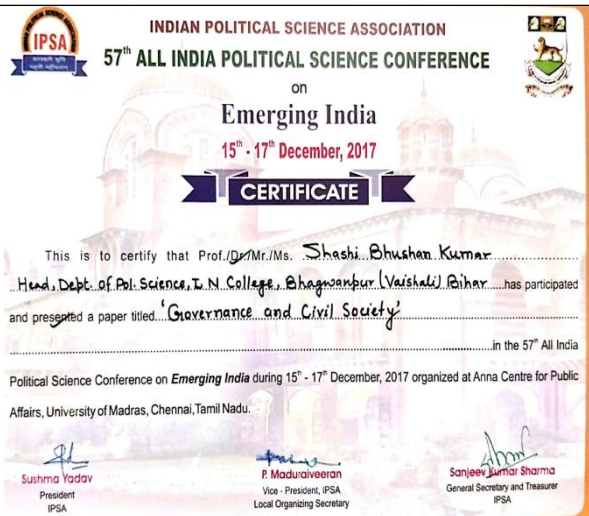 INDIAN POLITICAL SCIENCE ASSOCIATION
IPSA
57th ALL INDIA POLITICAL SCIENCE CONFERENCE
on
Emerging India
15th - 17th December, 2017
CERTIFICATE
This is to certify that Prof./Dr./Mr./Ms. Shashi Bhushan Kumar
Head, Dept. of Pol. Science, L N College, Bhagwanpur (Vaishali) Bihar has participated
and presented a paper titled 'Governance and Civil Society'
in the 57th All India
Political Science Conference on Emerging India during 15th - 17th December, 2017 organized at Anna Centre for Public
Affairs, University of Madras, Chennai, Tamil Nadu.
Sushma Yadav
President
IPSA
P. Maduraiveeran
Vice - President, IPSA
Local Organizing Secretary
Sanjeev Kumar Sharma
General Secretary and Treasurer
IPSA